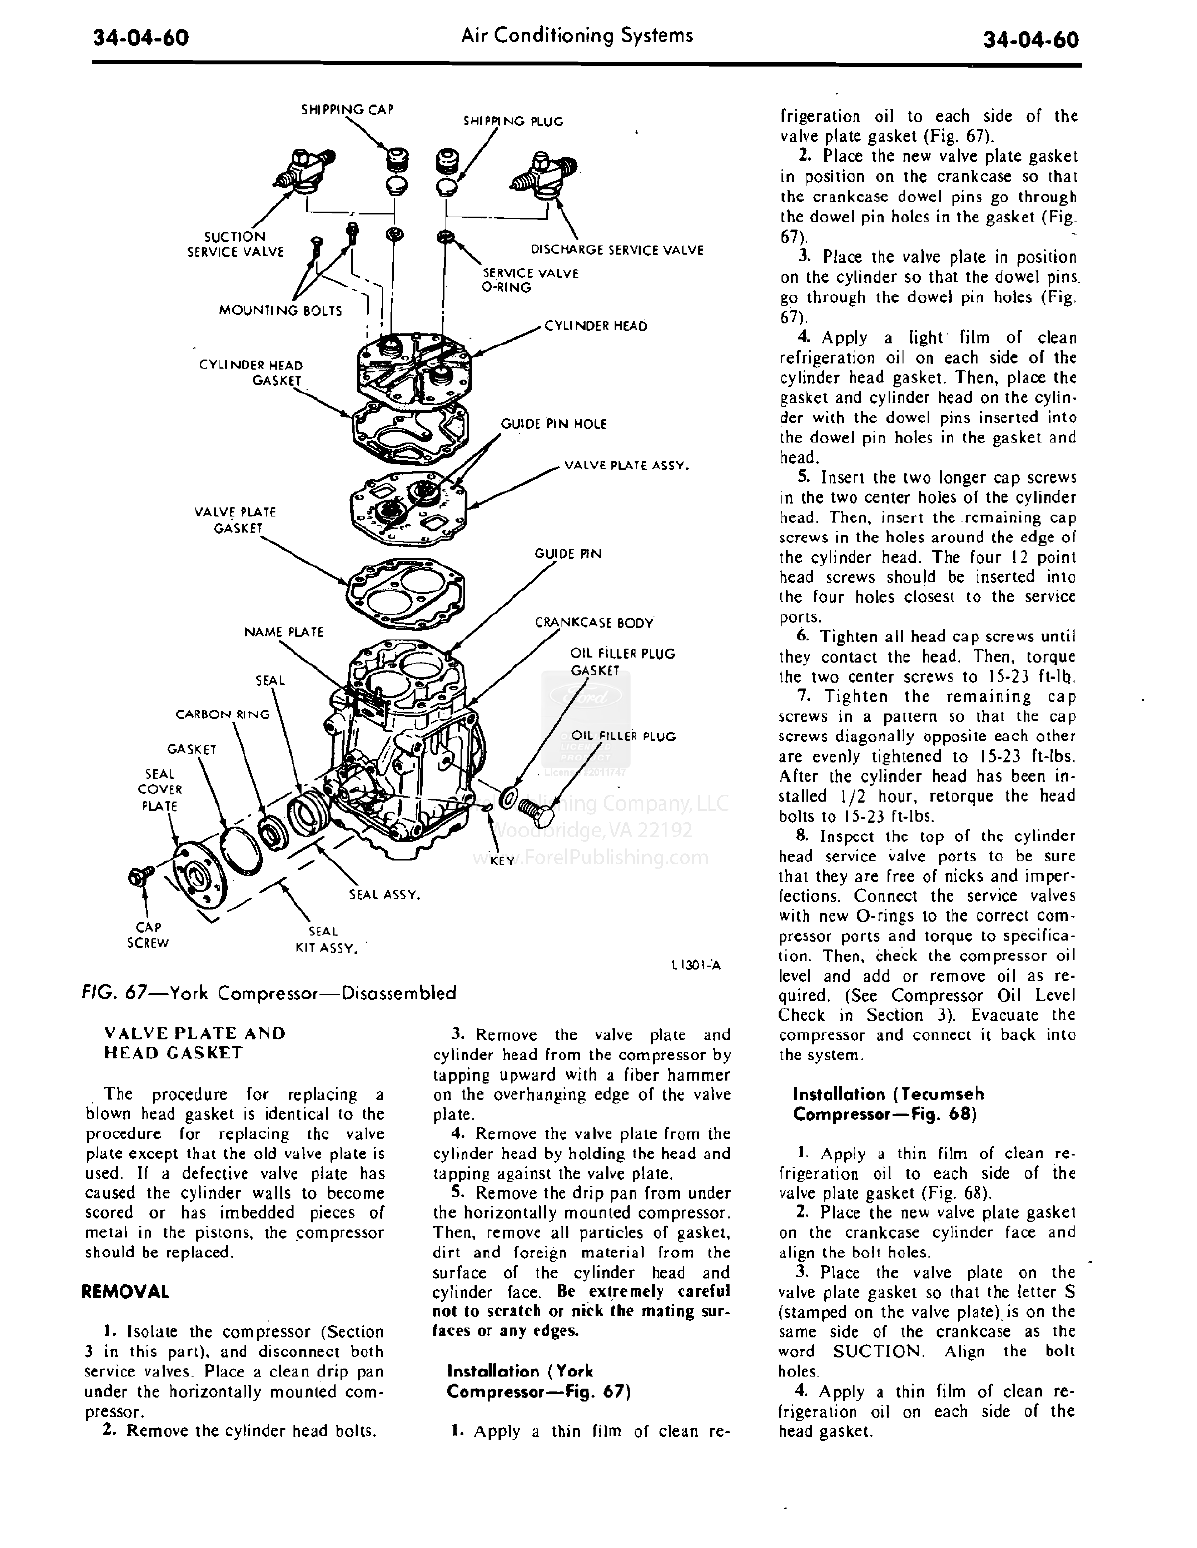 34-04-60
Air Conditioning Systems
34-04-60
SHIPPING CAP
SHIPPING PLUG
SUCTION
SERVICE VALVE
DISCHARGE SERVICE VALVE
SERVICE VALVE
O-RING
MOUNTING BOLTS
CYLINDER HEAD
CYLINDER HEAD
GASKET
GUIDE PIN HOLE
VALVE PLATE ASSY.
VALVE PLATE
GASKET
GUIDE PIN
CRANKCASE BODY
NAME PLATE
OIL FILLER PLUG
GASKET
SEAL
CARBON RING
OIL FILLER PLUG
GASKET
SEAL
COVER
PLATE
KEY
SEAL ASSY.
CAP
SCREW
SEAL
KIT ASSY.
L1301-A
Ford
LICENSED
PRODUCT
Publishing Company, LLC
Woodbridge, VA 22192
www.ForelPublishing.com
FIG. 67—York Compressor—Disassembled
VALVE PLATE AND
HEAD GASKET
The procedure for replacing a
blown head gasket is identical to the
procedure for replacing the valve
plate except that the old valve plate is
used. If a defective valve plate has
caused the cylinder walls to become
scored or has imbedded pieces of
metal in the pistons, the compressor
should be replaced.
REMOVAL
1. Isolate the compressor (Section
3 in this part), and disconnect both
service valves. Place a clean drip pan
under the horizontally mounted com-
pressor.
2. Remove the cylinder head bolts.
3. Remove the valve plate and
cylinder head from the compressor by
tapping upward with a fiber hammer
on the overhanging edge of the valve
plate.
4. Remove the valve plate from the
cylinder head by holding the head and
tapping against the valve plate.
5. Remove the drip pan from under
the horizontally mounted compressor.
Then, remove all particles of gasket,
dirt and foreign material from the
surface of the cylinder head and
cylinder face. Be extremely careful
not to scratch or nick the mating sur-
faces or any edges.
Installation (York
Compressor—Fig. 67)
1. Apply a thin film of clean re-
frigeration oil to each side of the
valve plate gasket (Fig. 67).
2. Place the new valve plate gasket
in position on the crankcase so that
the crankcase dowel pins go through
the dowel pin holes in the gasket (Fig.
67).
3. Place the valve plate in position
on the cylinder so that the dowel pins
go through the dowel pin holes (Fig.
67).
4. Apply a light film of clean
refrigeration oil on each side of the
cylinder head gasket. Then, place the
gasket and cylinder head on the cylin-
der with the dowel pins inserted into
the dowel pin holes in the gasket and
head.
5. Insert the two longer cap screws
in the two center holes of the cylinder
head. Then, insert the remaining cap
screws in the holes around the edge of
the cylinder head. The four 12 point
head screws should be inserted into
the four holes closest to the service
ports.
6. Tighten all head cap screws until
they contact the head. Then, torque
the two center screws to 15-23 ft-lb.
7. Tighten the remaining cap
screws in a pattern so that the cap
screws diagonally opposite each other
are evenly tightened to 15-23 ft-lbs.
After the cylinder head has been in-
stalled 1/2 hour, retorque the head
bolts to 15-23 ft-lbs.
8. Inspect the top of the cylinder
head service valve ports to be sure
that they are free of nicks and imper-
fections. Connect the service valves
with new O-rings to the correct com-
pressor ports and torque to specifica-
tion. Then, check the compressor oil
level and add or remove oil as re-
quired. (See Compressor Oil Level
Check in Section 3). Evacuate the
compressor and connect it back into
the system.
Installation (Tecumseh
Compressor—Fig. 68)
1. Apply a thin film of clean re-
frigeration oil to each side of the
valve plate gasket (Fig. 68).
2. Place the new valve plate gasket
on the crankcase cylinder face and
align the bolt holes.
3. Place the valve plate on the
valve plate gasket so that the letter S
(stamped on the valve plate) is on the
same side of the crankcase as the
word SUCTION. Align the bolt
holes.
4. Apply a thin film of clean re-
frigeration oil on each side of the
head gasket.